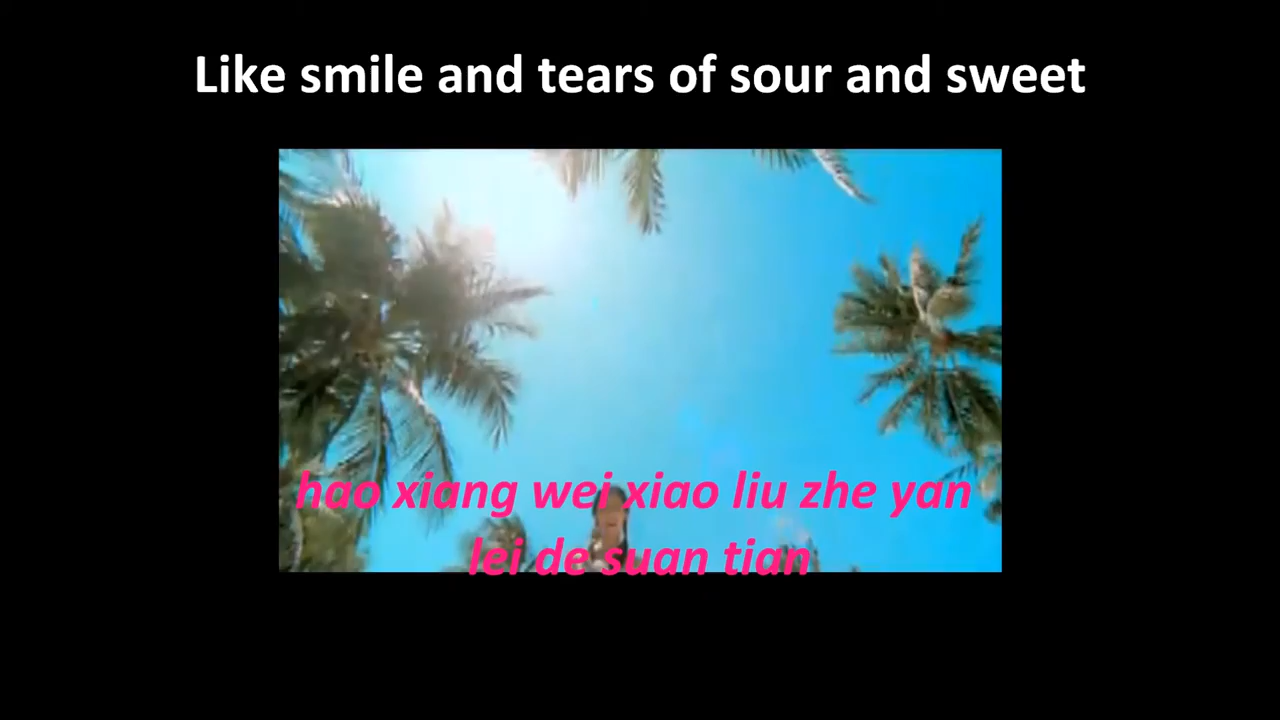 Like smile and tears of sour and sweet
hao xiang wei xiao liu zhe yan
lei de suan tian